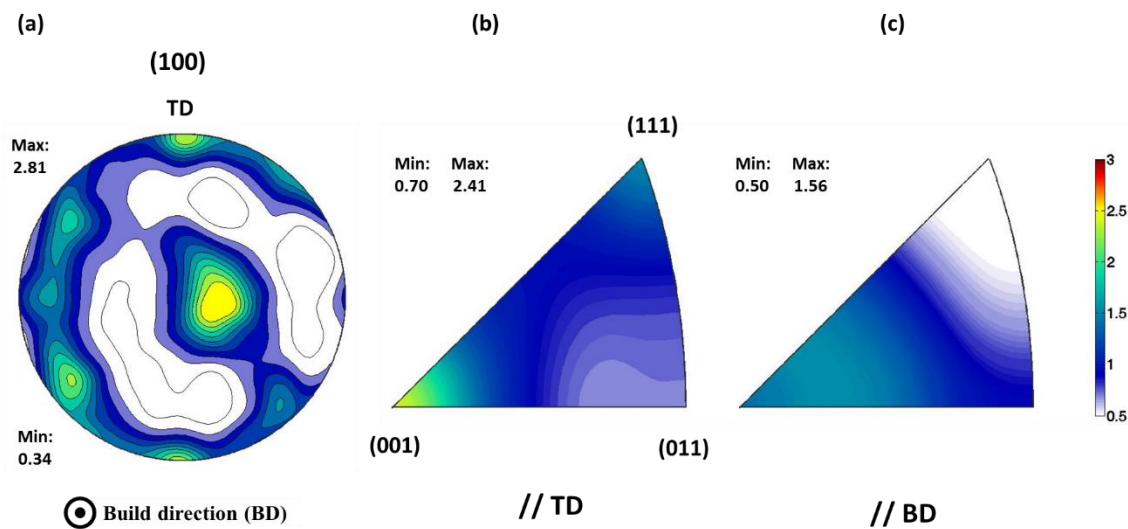 (a)
(b)
(c)
(100)
TD
Max:
2.81
Min:
0.34
Build direction (BD)
(111)
Min: Max:
0.70 2.41
(001)
(011)
// TD
Min: Max:
0.50 1.56
// BD
3
2.5
2
1.5
1
0.5